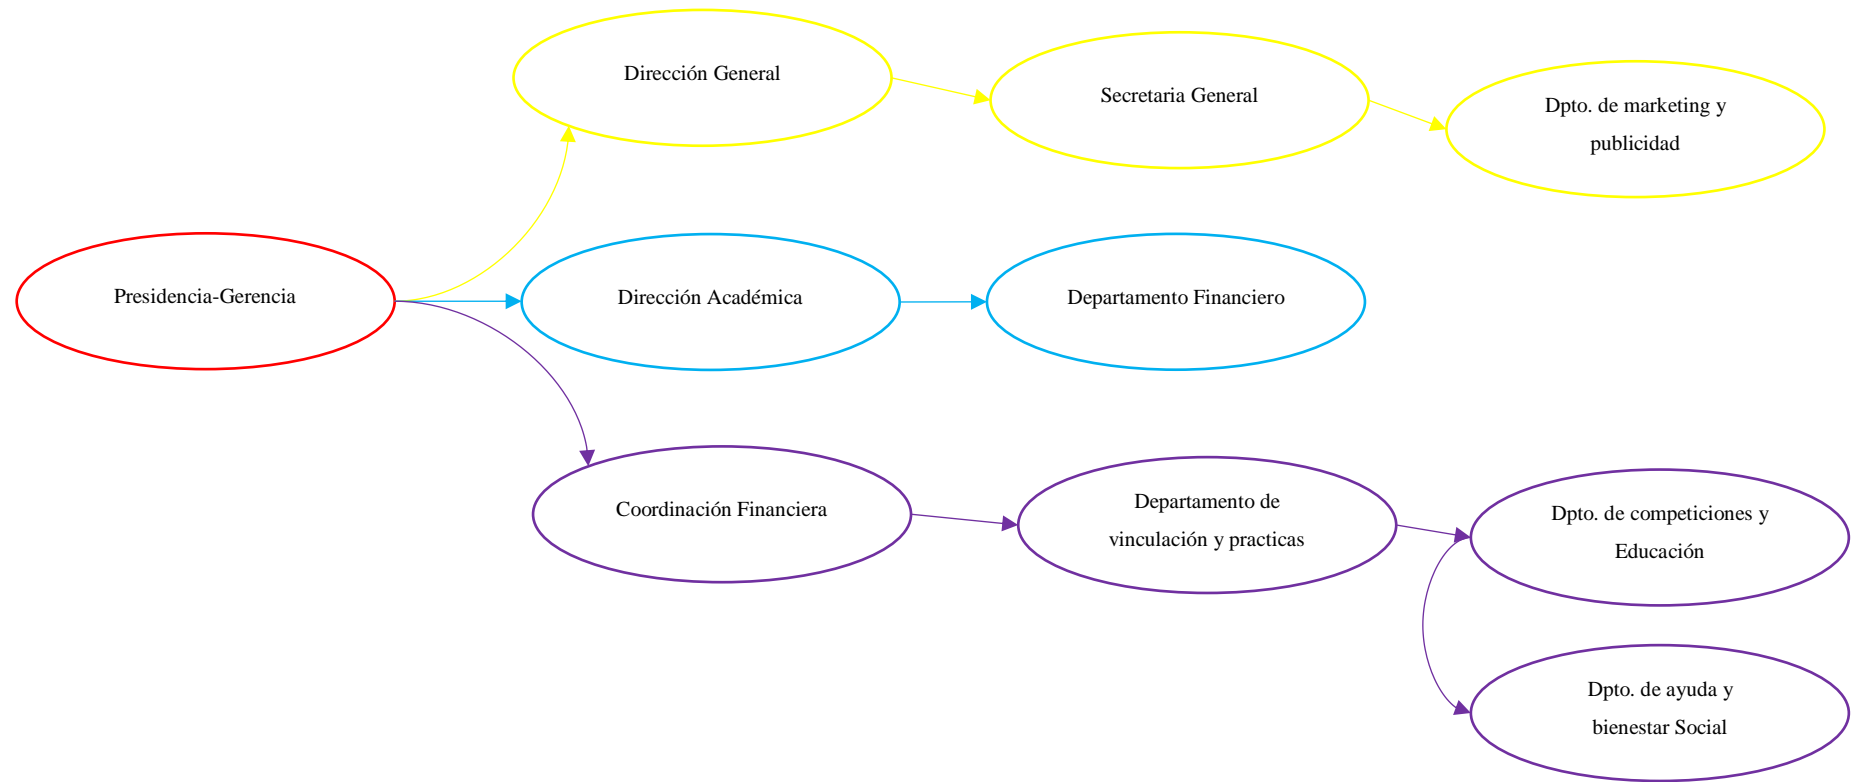 Dirección General
Secretaria General
Dpto. de marketing y
publicidad
Presidencia-Gerencia
Dirección Académica
Departamento Financiero
Coordinación Financiera
Departamento de
vinculación y practicas
Dpto. de competiciones y
Educación
Dpto. de ayuda y
bienestar Social